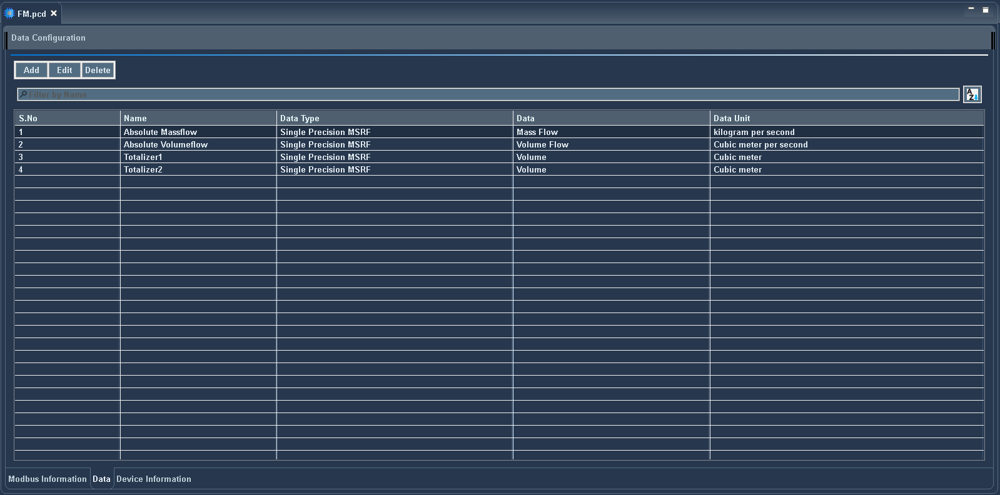 FM.pcd
Data Configuration
Add Edit Delete
Filter by Name
S.No Name Data Type Data Data Unit
1 Absolute Massflow Single Precision MSRF Mass Flow kilogram per second
2 Absolute Volumeflow Single Precision MSRF Volume Flow Cubic meter per second
3 Totalizer1 Single Precision MSRF Volume Cubic meter
4 Totalizer2 Single Precision MSRF Volume Cubic meter
Modbus Information Data Device Information